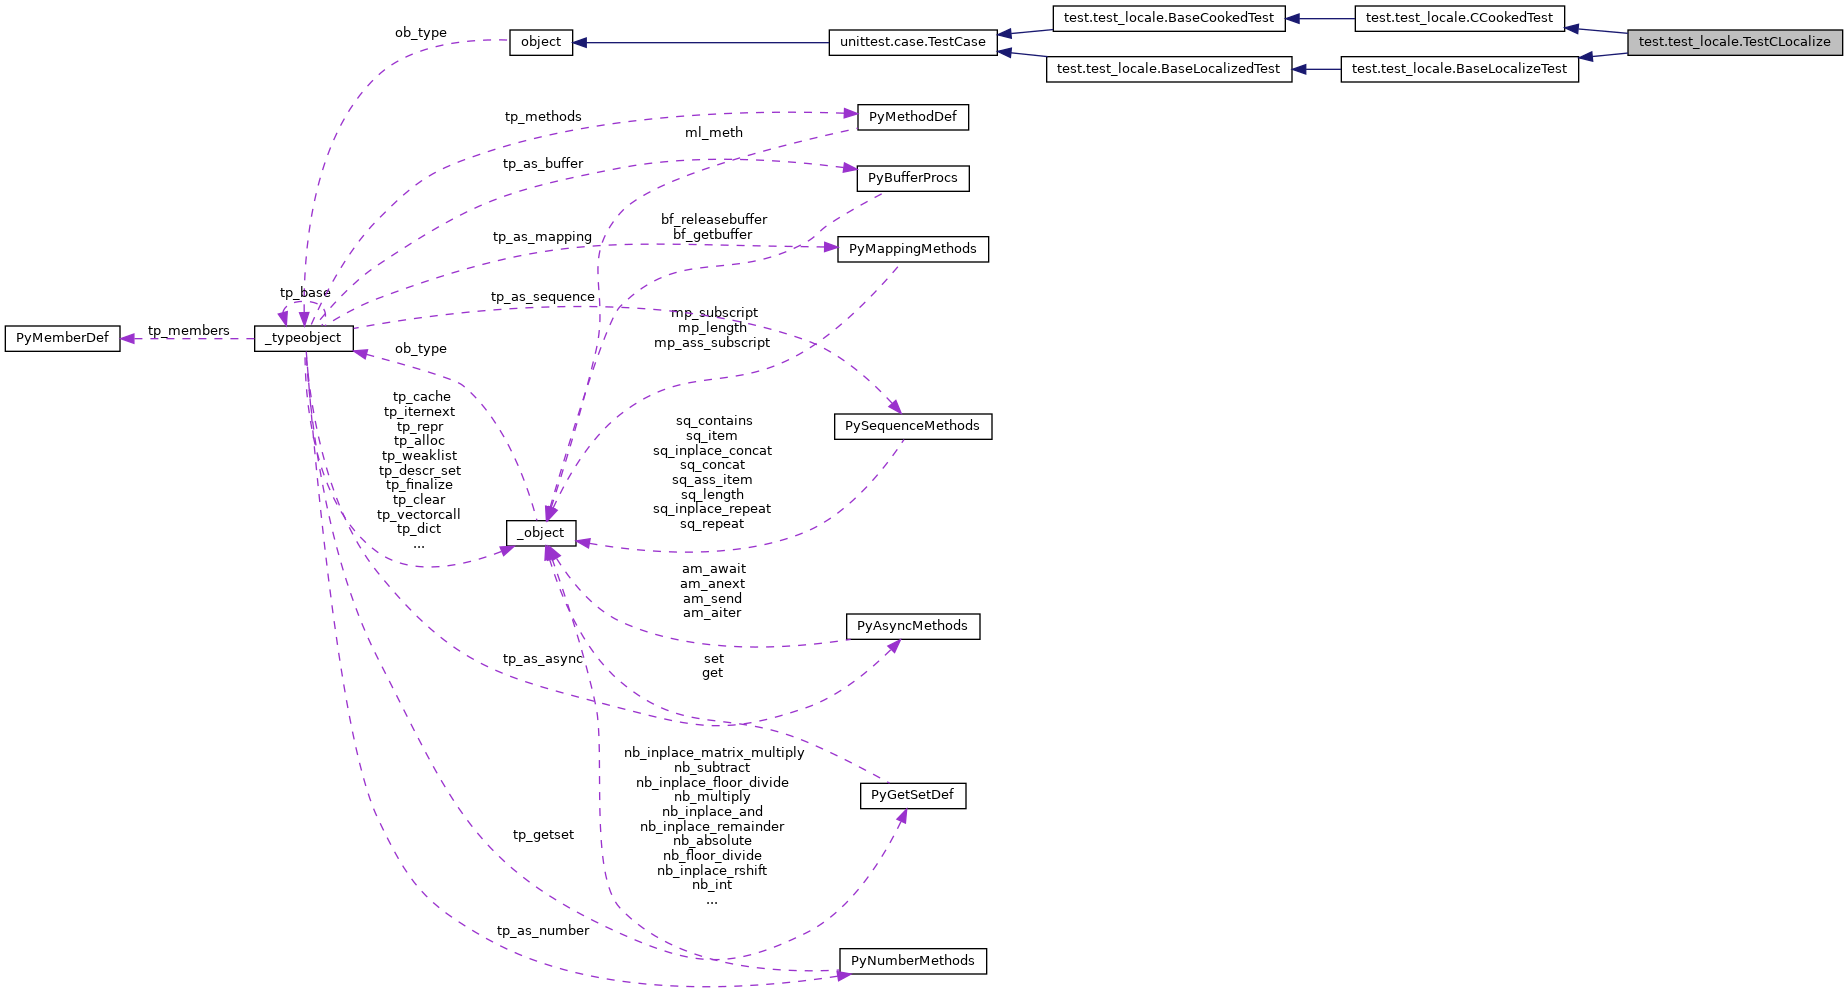 test.test_locale.BaseCookedTest
test.test_locale.CCookedTest
ob_type
object
unittest.case.TestCase
test.test_locale.TestCLocalize
test.test_locale.BaseLocalizedTest
test.test_locale.BaseLocalizeTest
tp_methods
PyMethodDef
ml_meth
tp_as_buffer
PyBufferProcs
bf_releasebuffer
bf_getbuffer
tp_as_mapping
PyMappingMethods
tp_base
tp_as_sequence
mp_subscript
mp_length
mp_ass_subscript
PyMemberDef
tp_members
_typeobject
ob_type
tp_cache
tp_iternext
tp_repr
tp_alloc
tp_weaklist
tp_descr_set
tp_finalize
tp_clear
tp_vectorcall
tp_dict
...
sq_contains
sq_item
sq_inplace_concat
sq_concat
sq_ass_item
sq_length
sq_inplace_repeat
sq_repeat
PySequenceMethods
_object
am_await
am_anext
am_send
am_aiter
PyAsyncMethods
tp_as_async
set
get
nb_inplace_matrix_multiply
nb_subtract
nb_inplace_floor_divide
nb_multiply
nb_inplace_and
nb_inplace_remainder
nb_absolute
nb_floor_divide
nb_inplace_rshift
nb_int
...
PyGetSetDef
tp_getset
tp_as_number
PyNumberMethods